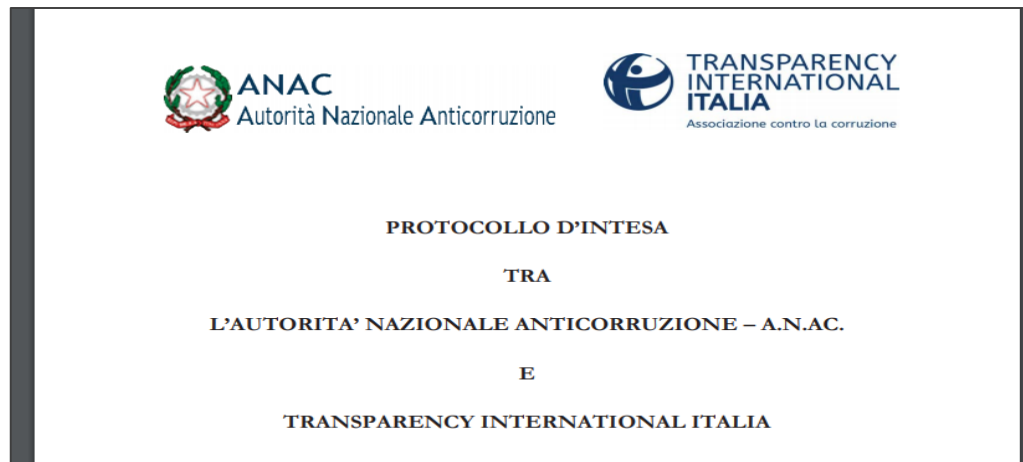 ANAC
Autorità Nazionale Anticorruzione
TRANSPARENCY
INTERNATIONAL
ITALIA
Associazione contro la corruzione
PROTOCOLLO D’INTESA
TRA
L’AUTORITA’ NAZIONALE ANTICORRUZIONE – A.N.AC.
E
TRANSPARENCY INTERNATIONAL ITALIA